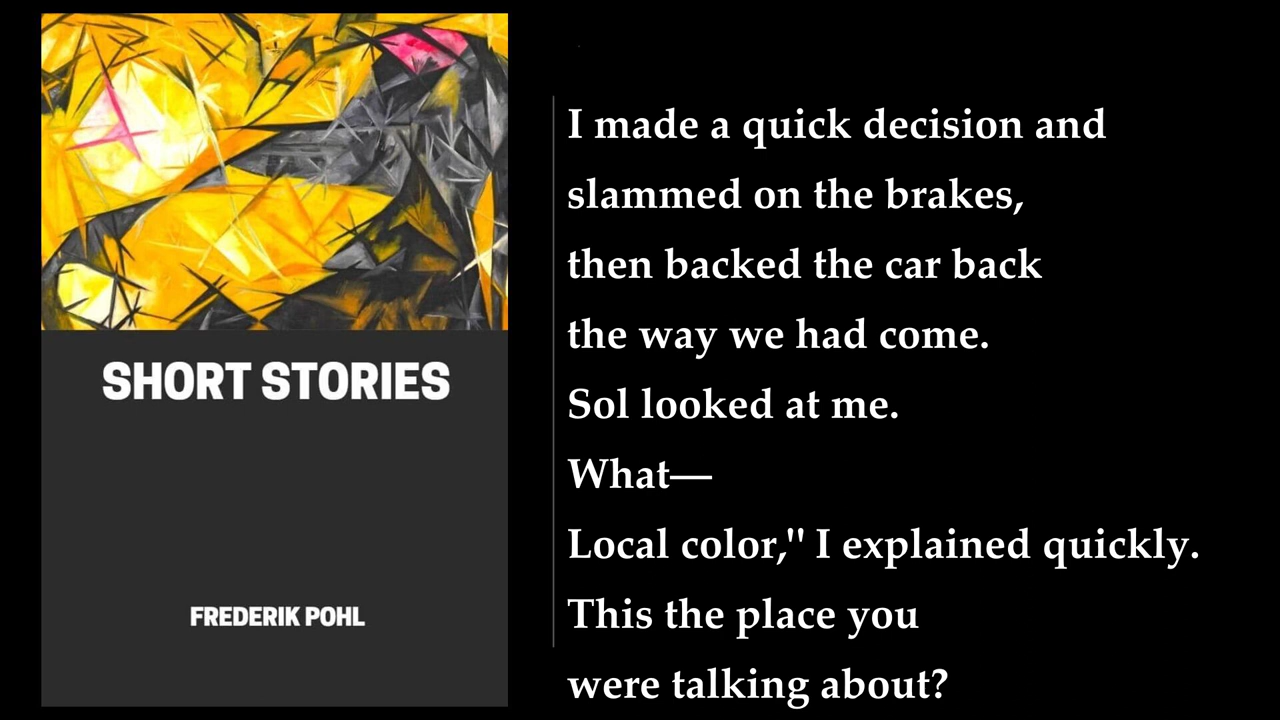 SHORT STORIES
FREDERIK POHL
I made a quick decision and
slammed on the brakes,
then backed the car back
the way we had come.
Sol looked at me.
What—
Local color," I explained quickly.
This the place you
were talking about?